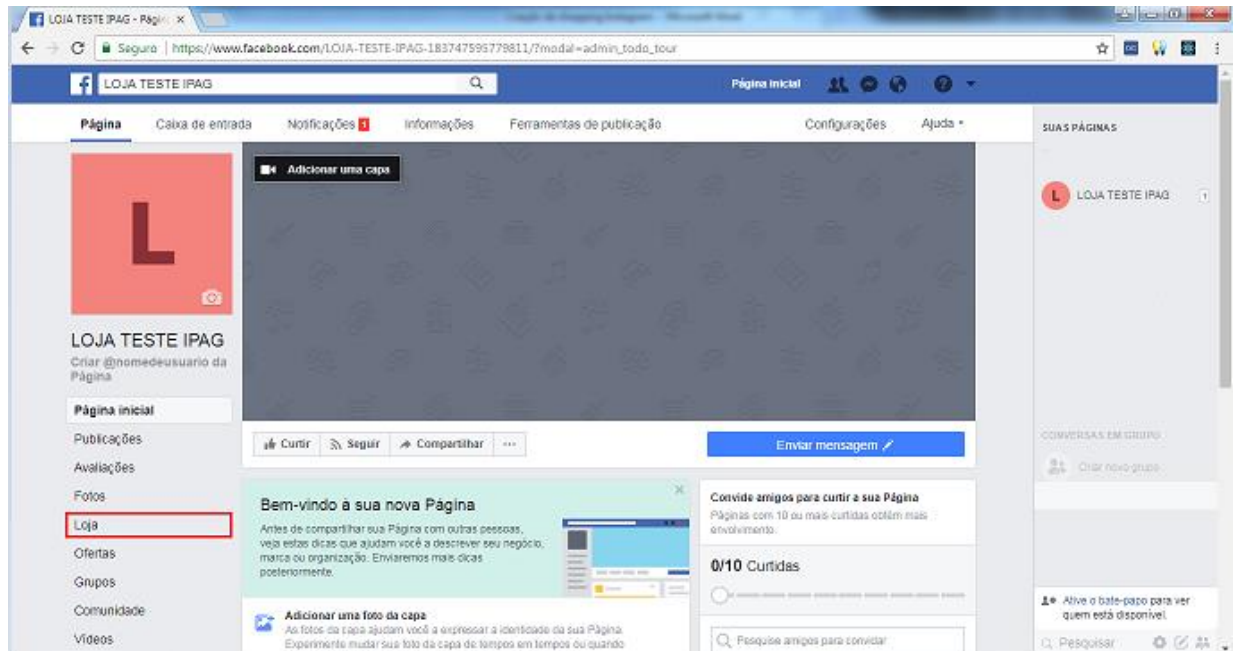 LOJA TESTE IPAG - Pági
Seguro | https://www.facebook.com/LOJA-TESTE-IPAG-183747595779811/?modal=admin_todo_tour
LOJA TESTE IPAG
Página inicial
Página
Caixa de entrada
Notificações 1
Informações
Ferramentas de publicação
Configurações
Ajuda
SUAS PÁGINAS
Adicionar uma capa
L
L LOJA TESTE IPAG 1
LOJA TESTE IPAG
Criar @nomedeusuario da
Página
Página inicial
Publicações
Avaliações
Fotos
Loja
Ofertas
Grupos
Comunidade
Vídeos
Curtir
Seguir
Compartilhar
...
Enviar mensagem
Bem-vindo à sua nova Página
Antes de compartilhar sua Página com outras pessoas,
veja estas dicas que ajudam você a descrever seu negócio,
marca ou organização. Enviaremos mais dicas
posteriormente.
Adicionar uma foto da capa
As fotos da capa ajudam você a expressar a identidade da sua Página.
Experimente mudar sua foto da capa de tempos em tempos ou quando
Convide amigos para curtir a sua Página
Páginas com 10 ou mais curtidas obtêm mais
envolvimento.
0/10 Curtidas
Pesquise amigos para convidar
CONVERSAS EM GRUPO
Criar novo grupo
Ative o bate-papo para ver
quem está disponível.
Pesquisar